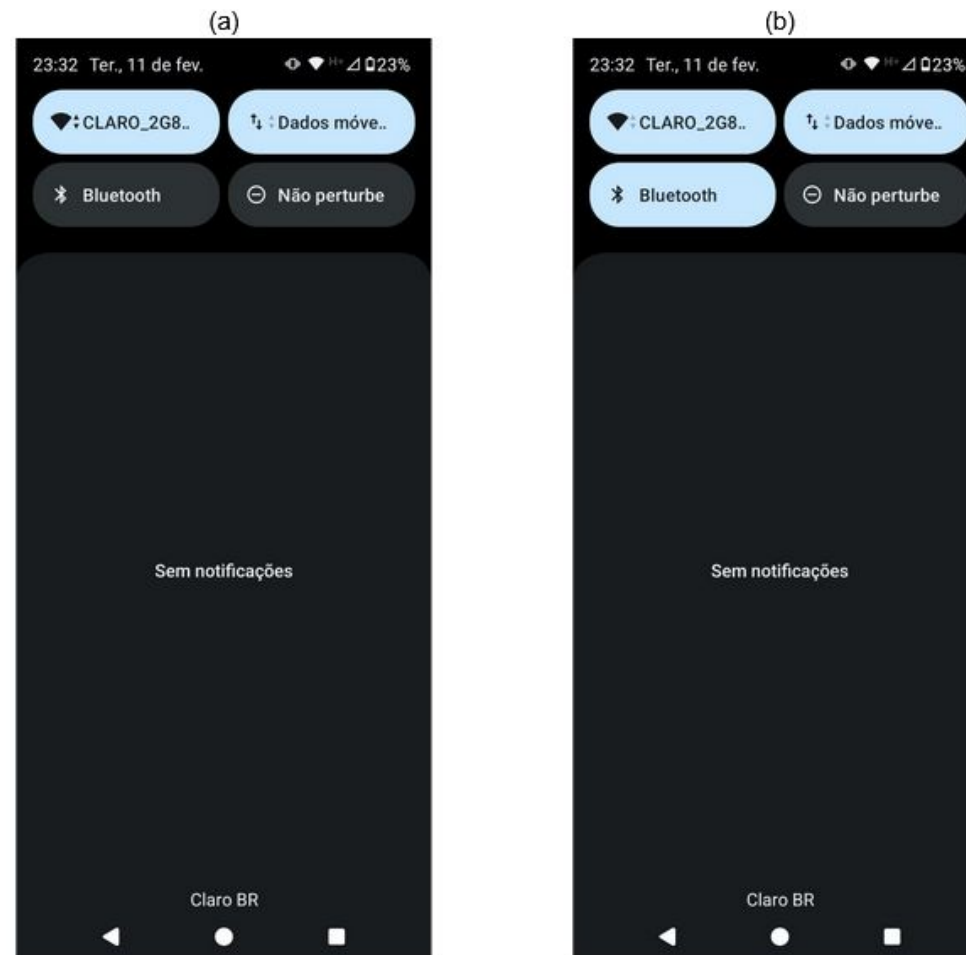 (a)
23:32 Ter., 11 de fev. H+ 23%
CLARO_2G8.. Dados móve..
Bluetooth Não perturbe
Sem notificações
Claro BR
(b)
23:32 Ter., 11 de fev. H+ 23%
CLARO_2G8.. Dados móve..
Bluetooth Não perturbe
Sem notificações
Claro BR